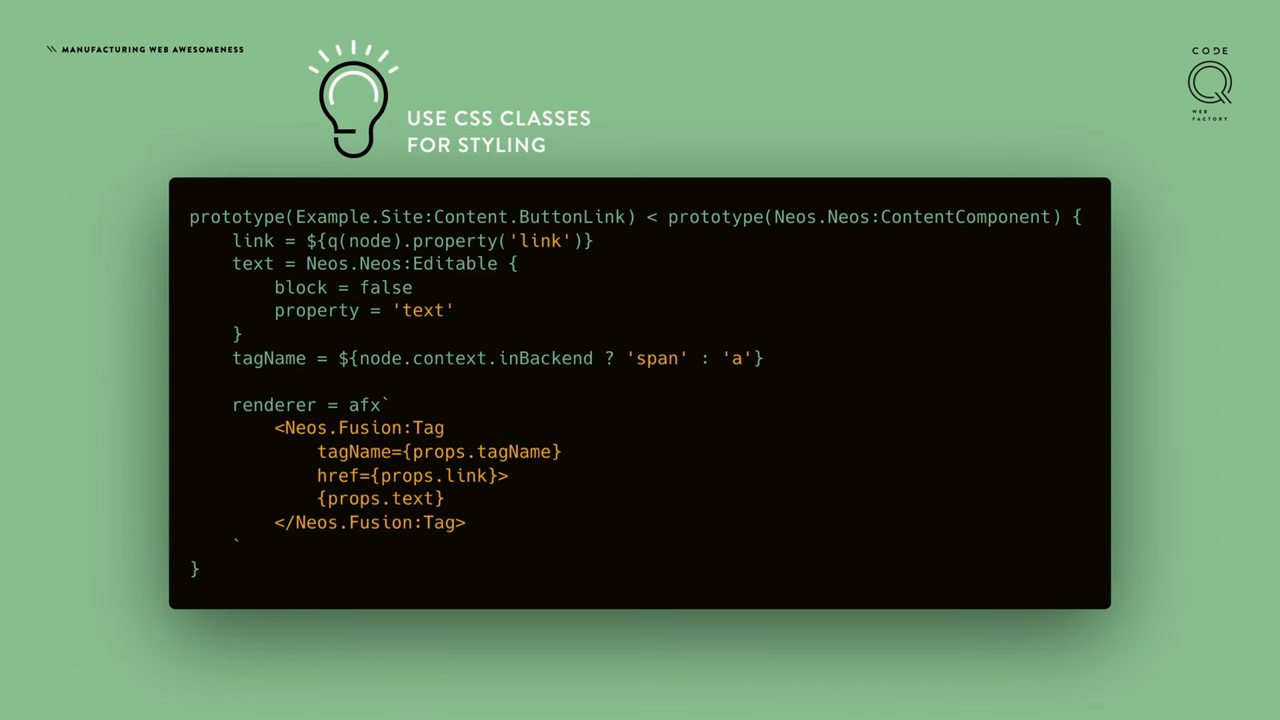 \\ MANUFACTURING WEB AWESOMENESS
CODE
Q
WEB
FACTORY
USE CSS CLASSES
FOR STYLING
prototype(Example.Site:Content.ButtonLink) < prototype(Neos.Neos:ContentComponent) {
    link = ${q(node).property('link')}
    text = Neos.Neos:Editable {
        block = false
        property = 'text'
    }
    tagName = ${node.context.inBackend ? 'span' : 'a'}

    renderer = afx`
        <Neos.Fusion:Tag
            tagName={props.tagName}
            href={props.link}>
            {props.text}
        </Neos.Fusion:Tag>
    `
}